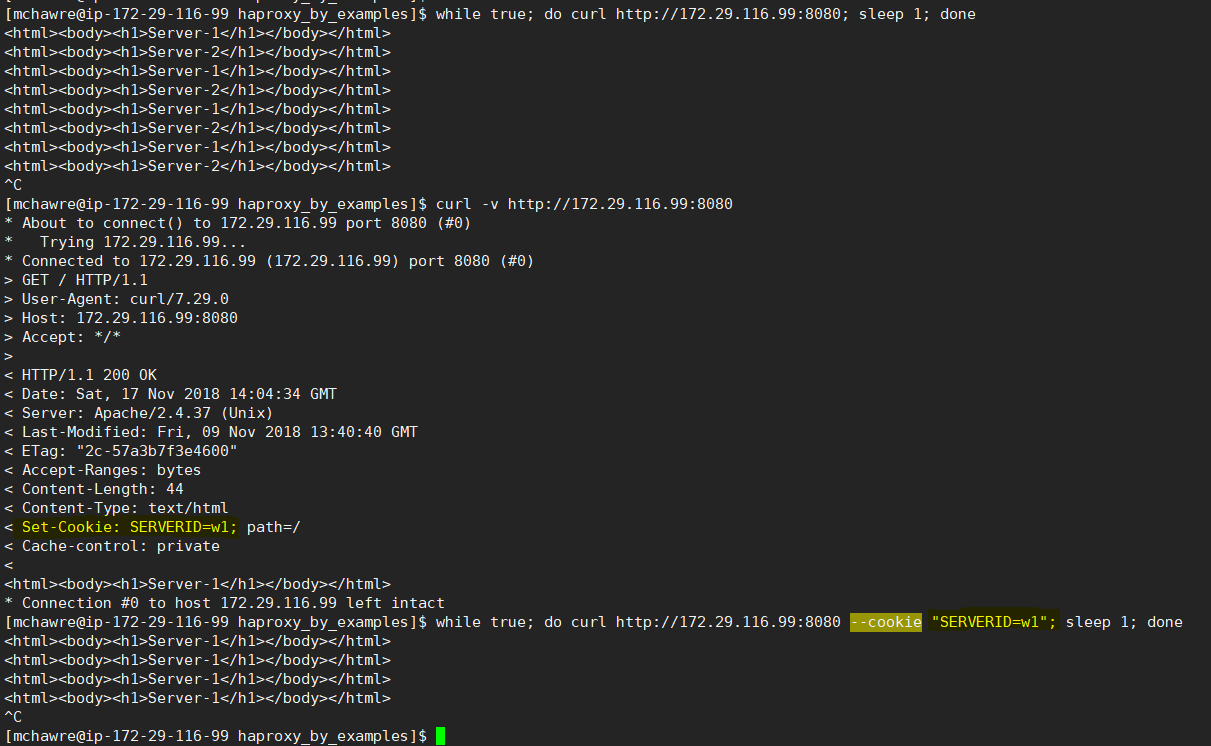 [mchawre@ip-172-29-116-99 haproxy_by_examples]$ while true; do curl http://172.29.116.99:8080; sleep 1; done
<html><body><h1>Server-1</h1></body></html>
<html><body><h1>Server-2</h1></body></html>
<html><body><h1>Server-1</h1></body></html>
<html><body><h1>Server-2</h1></body></html>
<html><body><h1>Server-1</h1></body></html>
<html><body><h1>Server-2</h1></body></html>
<html><body><h1>Server-1</h1></body></html>
<html><body><h1>Server-2</h1></body></html>
^C
[mchawre@ip-172-29-116-99 haproxy_by_examples]$ curl -v http://172.29.116.99:8080
* About to connect() to 172.29.116.99 port 8080 (#0)
*   Trying 172.29.116.99...
* Connected to 172.29.116.99 (172.29.116.99) port 8080 (#0)
> GET / HTTP/1.1
> User-Agent: curl/7.29.0
> Host: 172.29.116.99:8080
> Accept: */*
>
< HTTP/1.1 200 OK
< Date: Sat, 17 Nov 2018 14:04:34 GMT
< Server: Apache/2.4.37 (Unix)
< Last-Modified: Fri, 09 Nov 2018 13:40:40 GMT
< ETag: "2c-57a3b7f3e4600"
< Accept-Ranges: bytes
< Content-Length: 44
< Content-Type: text/html
< Set-Cookie: SERVERID=w1; path=/
< Cache-control: private
<
<html><body><h1>Server-1</h1></body></html>
* Connection #0 to host 172.29.116.99 left intact
[mchawre@ip-172-29-116-99 haproxy_by_examples]$ while true; do curl http://172.29.116.99:8080 --cookie "SERVERID=w1"; sleep 1; done
<html><body><h1>Server-1</h1></body></html>
<html><body><h1>Server-1</h1></body></html>
<html><body><h1>Server-1</h1></body></html>
<html><body><h1>Server-1</h1></body></html>
^C
[mchawre@ip-172-29-116-99 haproxy_by_examples]$